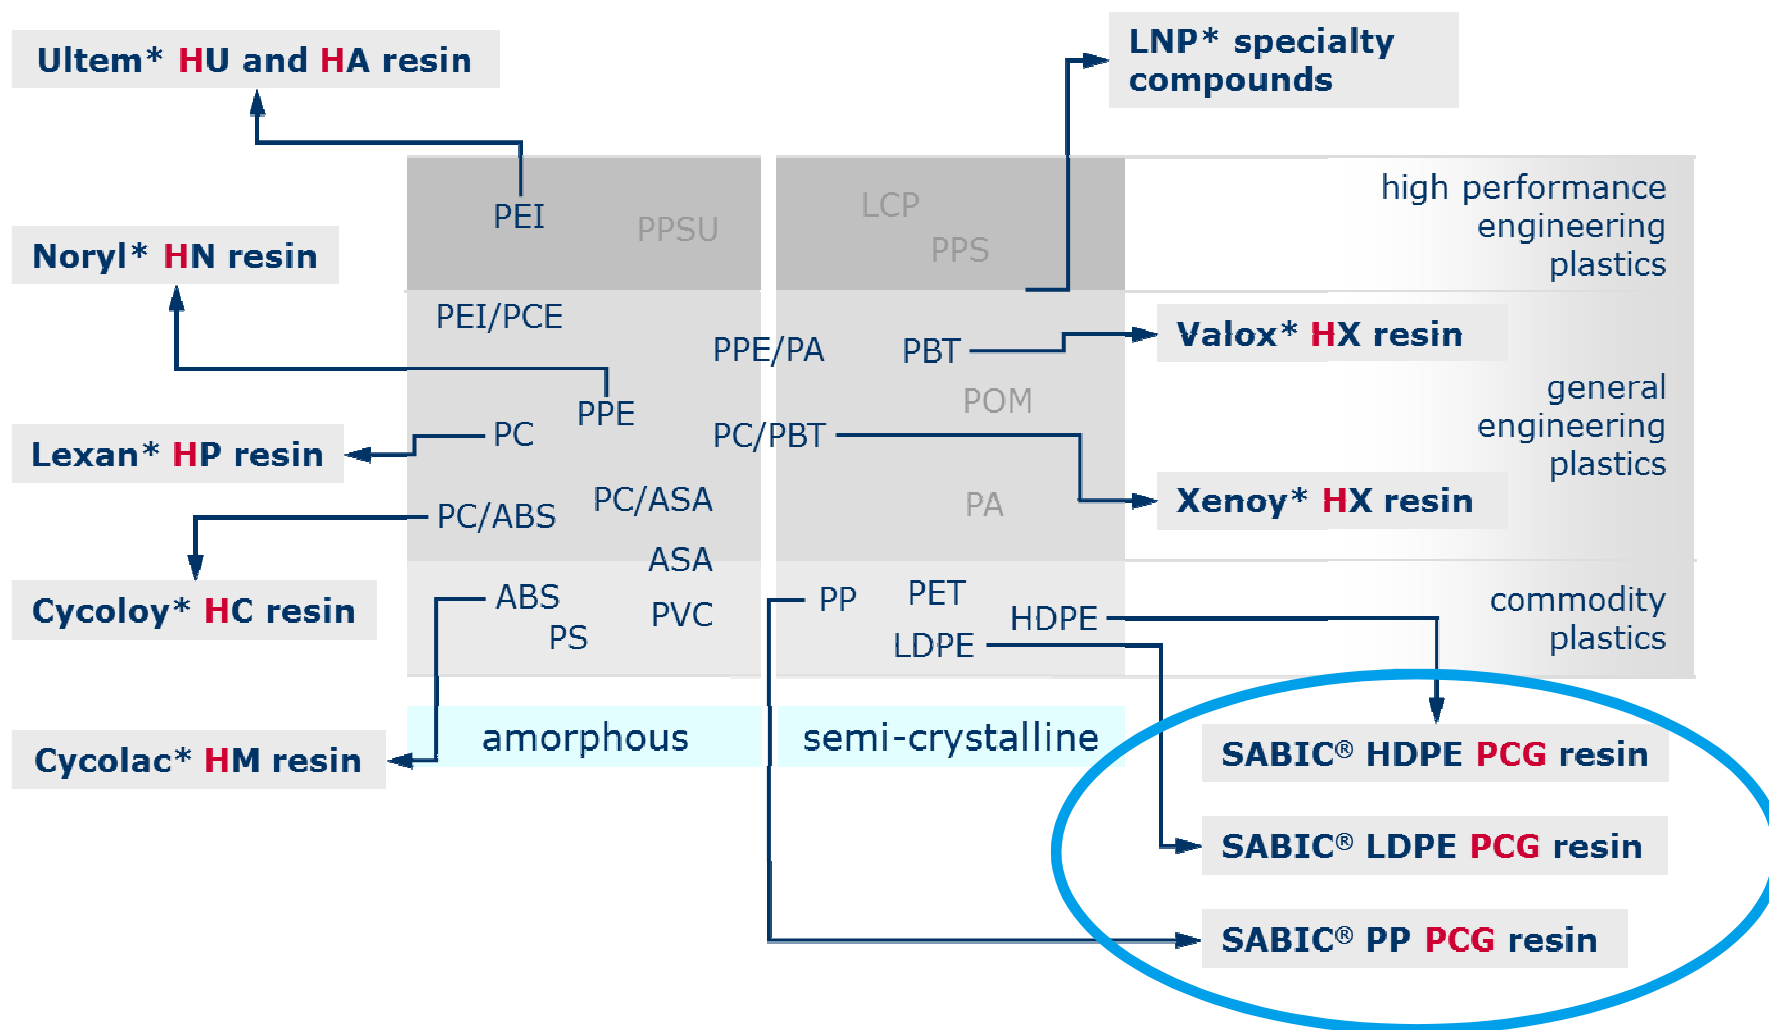 Ultem* HU and HA resin
LNP* specialty
compounds
PEI
PPSU
LCP
PPS
high performance
engineering
plastics
Noryl* HN resin
PEI/PCE
PPE/PA
PBT
Valox* HX resin
PPE
POM
general
engineering
plastics
Lexan* HP resin
PC
PC/PBT
PC/ABS
PC/ASA
PA
Xenoy* HX resin
ASA
Cycoloy* HC resin
ABS
PS
PVC
PP
PET
HDPE
LDPE
commodity
plastics
Cycolac* HM resin
amorphous
semi-crystalline
SABIC® HDPE PCG resin
SABIC® LDPE PCG resin
SABIC® PP PCG resin